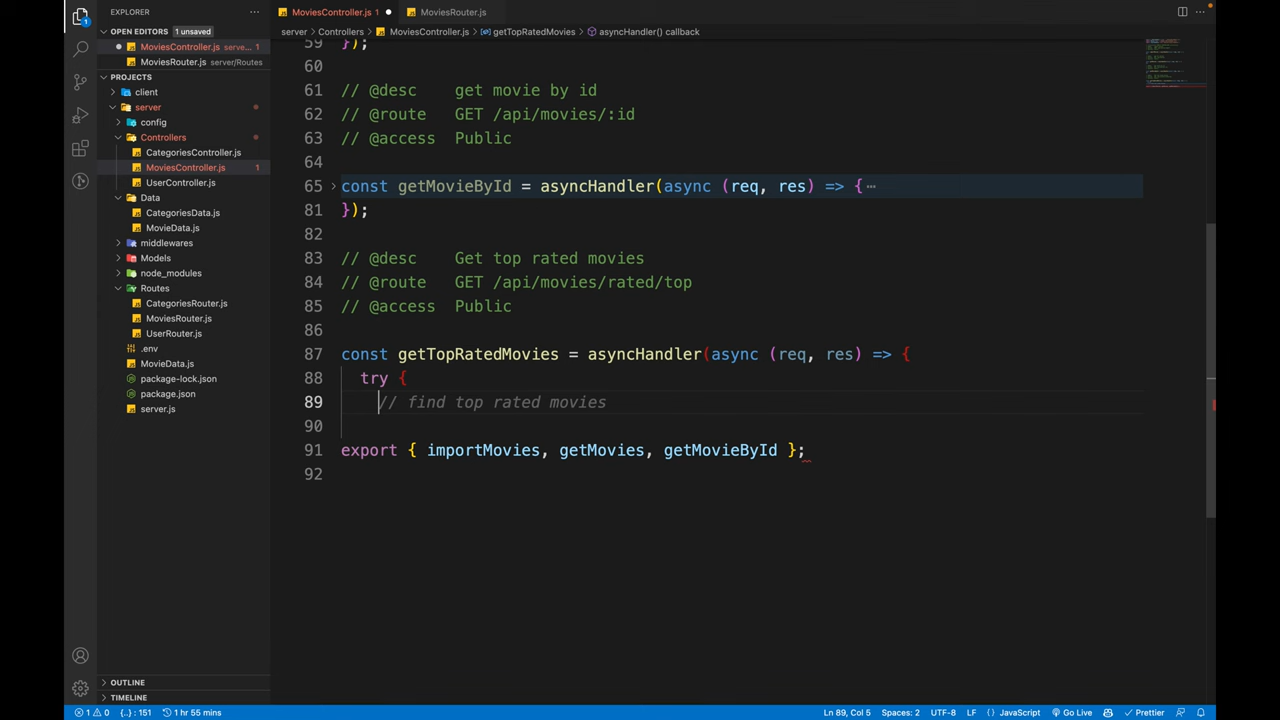 EXPLORER
MoviesController.js 1
MoviesRouter.js
OPEN EDITORS 1 unsaved
server > Controllers > MoviesController.js > getTopRatedMovies > asyncHandler() callback
MoviesController.js serve... 1
MoviesRouter.js server/Routes
PROJECTS
client
server
config
Controllers
CategoriesController.js
MoviesController.js 1
UserController.js
Data
CategoriesData.js
MovieData.js
middlewares
Models
node_modules
Routes
CategoriesRouter.js
MoviesRouter.js
UserRouter.js
.env
MovieData.js
package-lock.json
package.json
server.js
OUTLINE
TIMELINE
59 });
60
61 // @desc get movie by id
62 // @route GET /api/movies/:id
63 // @access Public
64
65 const getMovieById = asyncHandler(async (req, res) => { ···
81 });
82
83 // @desc Get top rated movies
84 // @route GET /api/movies/rated/top
85 // @access Public
86
87 const getTopRatedMovies = asyncHandler(async (req, res) => {
88 try {
89 // find top rated movies
90
91 export { importMovies, getMovies, getMovieById };
92
1 0 {..} : 151 1 hr 55 mins Ln 89, Col 5 Spaces: 2 UTF-8 LF {} JavaScript Go Live Prettier